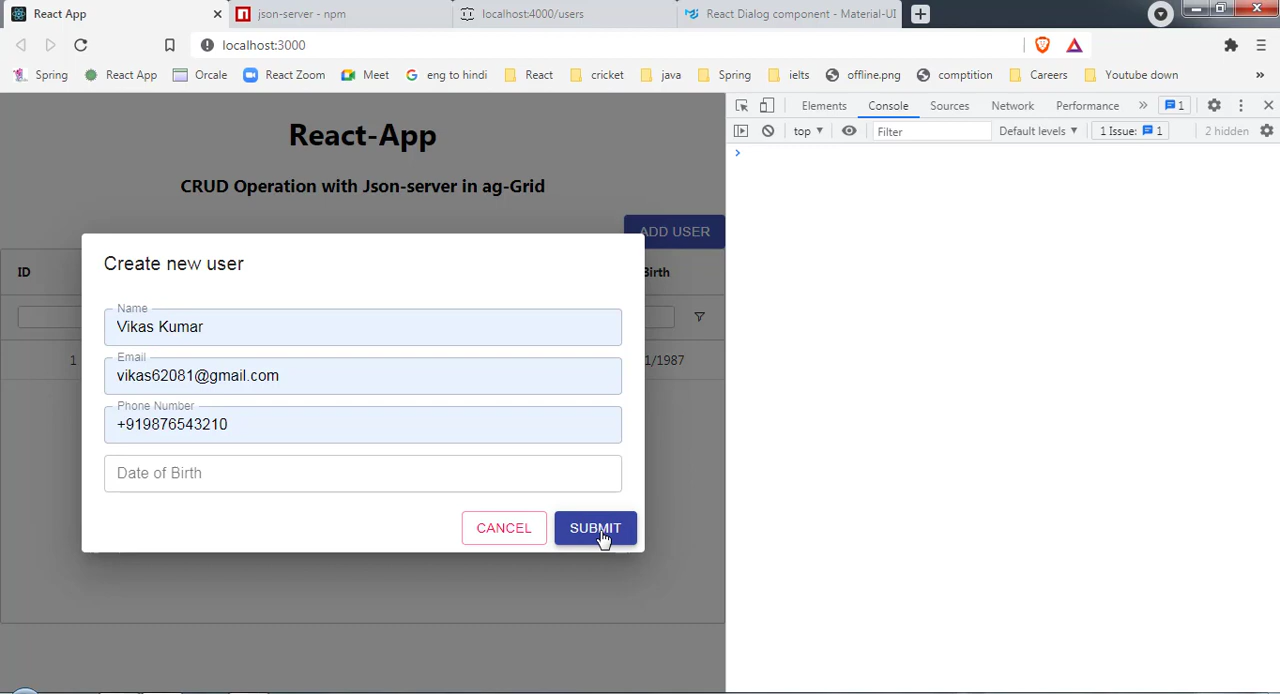 React App
json-server - npm
localhost:4000/users
React Dialog component - Material-UI
localhost:3000
Spring
React App
Orcale
React Zoom
Meet
eng to hindi
React
cricket
java
Spring
ielts
offline.png
comptition
Careers
Youtube down
»
React-App
CRUD Operation with Json-server in ag-Grid
ADD USER
ID
Birth
1
1/1987
Create new user
Name
Vikas Kumar
Email
vikas62081@gmail.com
Phone Number
+919876543210
Date of Birth
CANCEL
SUBMIT
Elements
Console
Sources
Network
Performance
»
1
top
Filter
Default levels
1 Issue: 1
2 hidden